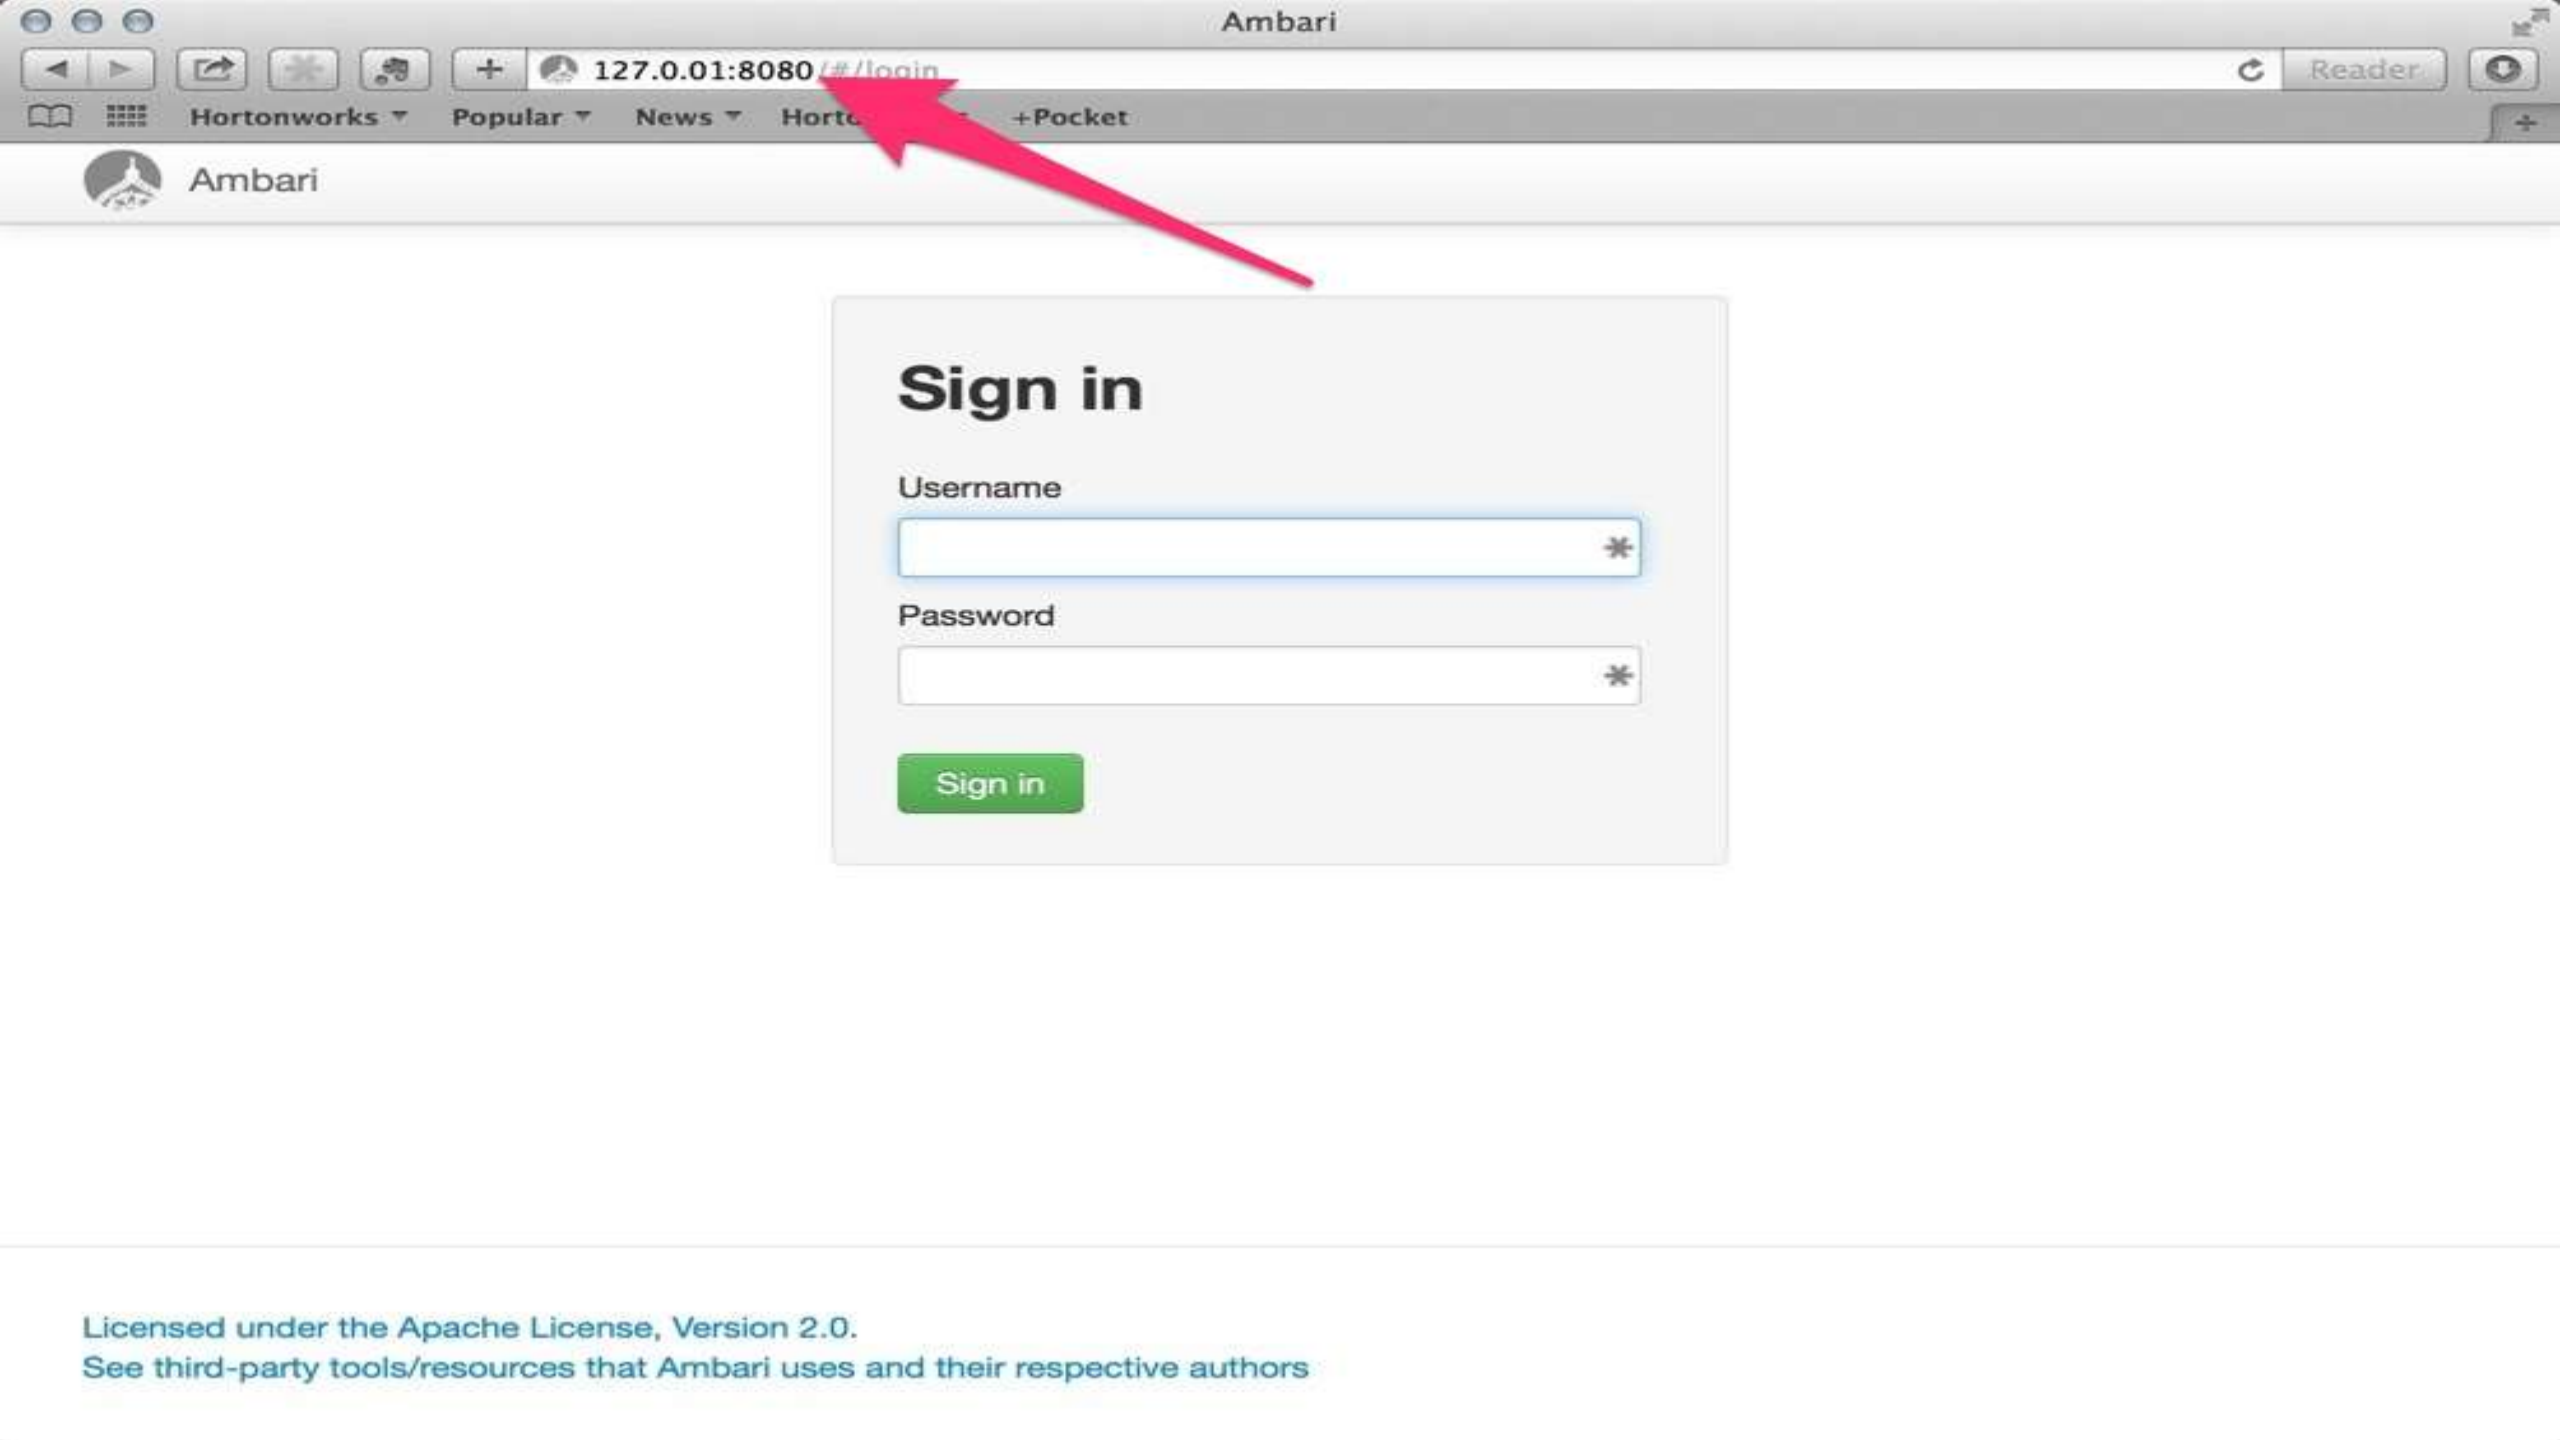 Ambari
127.0.01:8080/#/login
Reader
Hortonworks
Popular
News
+Pocket
Ambari
Sign in
Username
Password
Sign in
Licensed under the Apache License, Version 2.0.
See third-party tools/resources that Ambari uses and their respective authors